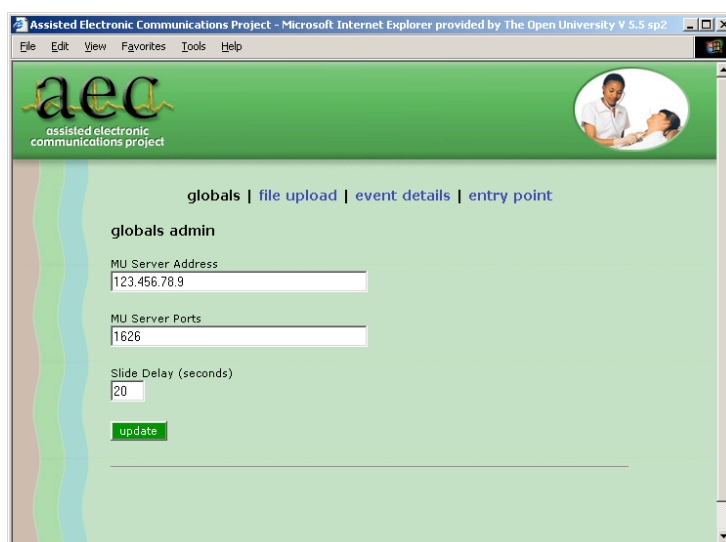 Assisted Electronic Communications Project - Microsoft Internet Explorer provided by The Open University V 5.5 sp2
File Edit View Favorites Tools Help
aec
assisted electronic
communications project
globals | file upload | event details | entry point
globals admin
MU Server Address
123.456.78.9
MU Server Ports
1626
Slide Delay (seconds)
20
update